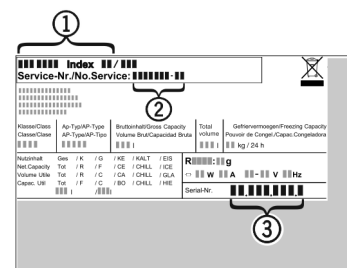 1
Index /
Service-Nr./No.Service: -
2
Klasse/Class Ap-Typ/AP-Type Bruttoinhalt/Gross Capacity Total Gefriervermoegen/Freezing Capacity
Classe/Clase AP-Type/AP-Tipo Volume Brut/Capacidad Bruta volume Pouvoir de Congel./Capac.Congeladora
l l kg / 24 h
Nutzinhalt Ges / K / G / KE / KALT / EIS
Net.Capacity Tot / R / F / CE / CHILL / ICE
Volume Utile Tot / R / C / CA / CHILL / GLA
Capac. Util Tot / F / C / BO / CHILL / HIE
l / l
R : g
W A - V Hz
Serial-Nr. . . .
3